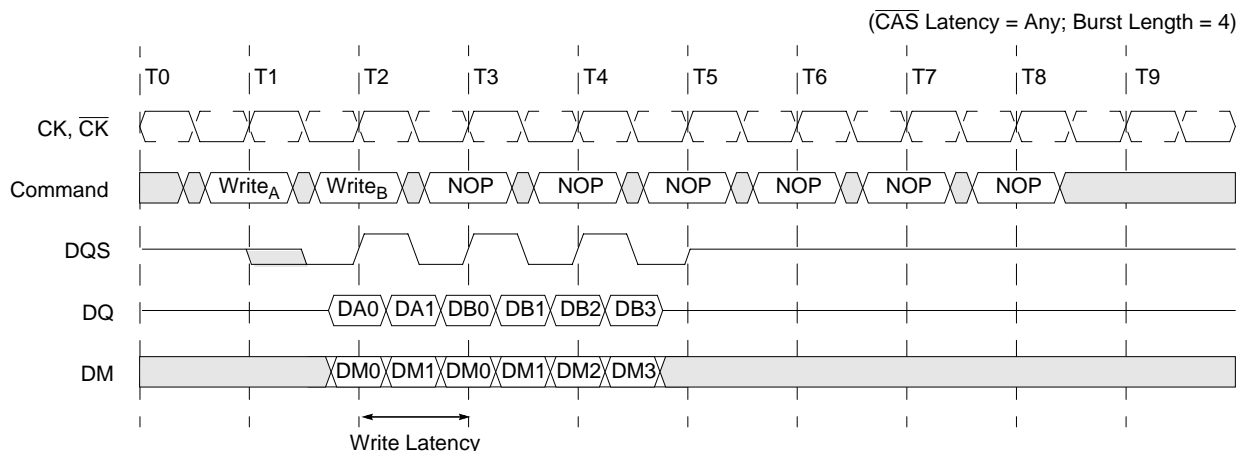 (CAS Latency = Any; Burst Length = 4)
T0 T1 T2 T3 T4 T5 T6 T7 T8 T9
CK, CK
Command Write_A Write_B NOP NOP NOP NOP NOP NOP
DQS
DQ DA0 DA1 DB0 DB1 DB2 DB3
DM DM0 DM1 DM0 DM1 DM2 DM3
Write Latency